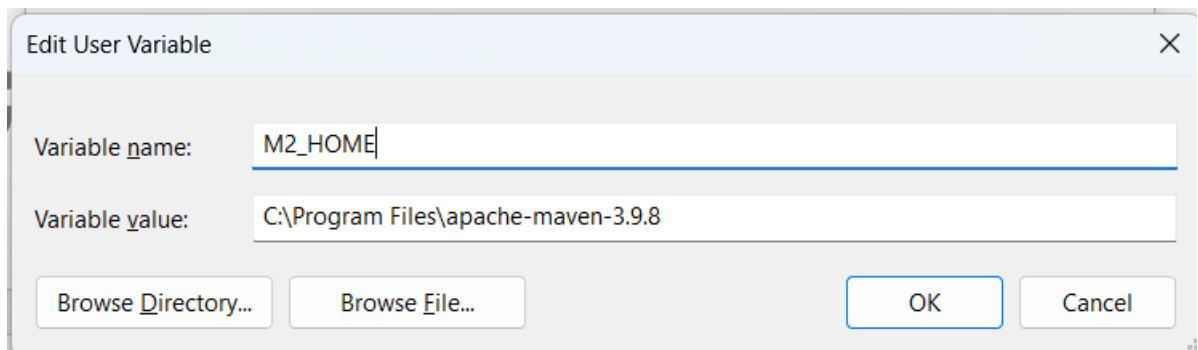 Edit User Variable
Variable name: M2_HOME
Variable value: C:\Program Files\apache-maven-3.9.8
Browse Directory... Browse File... OK Cancel